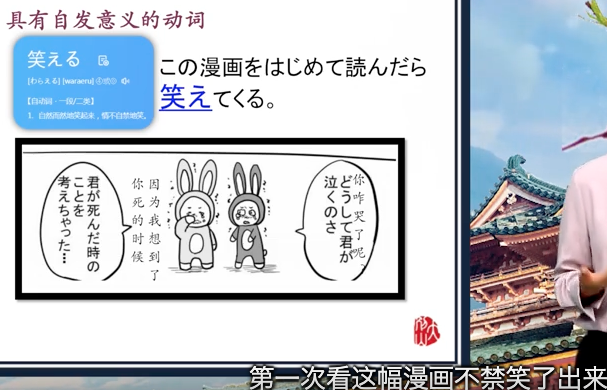 具有自发意义的动词
笑える
[わらえる] [waraeru]
【自动词·一段/二类】
1. 自然而然地笑起来，情不自禁地笑。
この漫画をはじめて読んだら
笑えてくる。
你咋哭了呢？
どうして君が
泣くのさ
因为我想到了
你死的时候
君が死んだ時の
ことを
考えちゃった…
第一次看这幅漫画不禁笑了出来